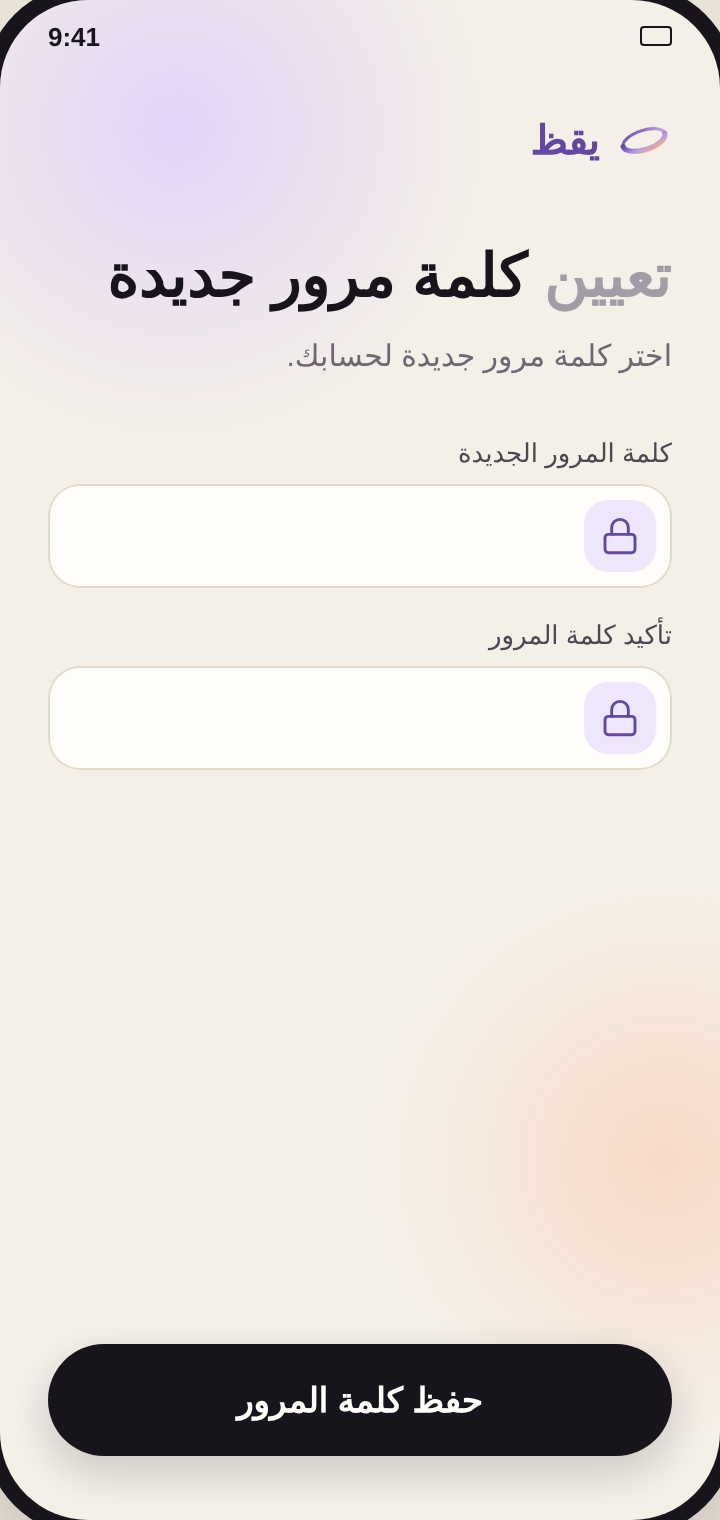 9:41
يقظ
تعيين كلمة مرور جديدة
اختر كلمة مرور جديدة لحسابك.
كلمة المرور الجديدة
تأكيد كلمة المرور
حفظ كلمة المرور